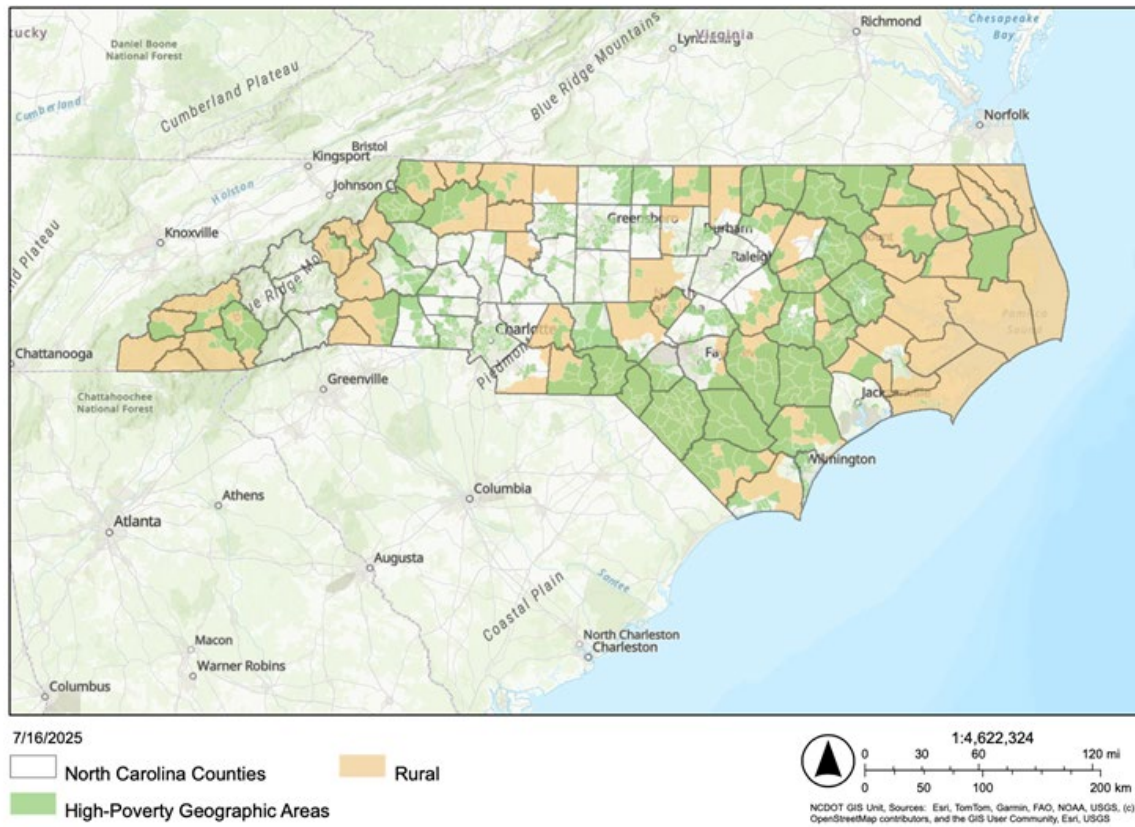 Richmond
Chesapeake
Bay
Daniel Boone
National Forest
Virginia
Blue Ridge Mountains
Cumberland Plateau
Cumberland
Norfolk
Bristol
Kingsport
Johnson C
Holston
Knoxville
Greensboro
Durham
Raleigh
Charlotte
Piedmont
Fa
Jack
Pamlico
Sound
Chattanooga
Greenville
Chattahoochee
National Forest
Wilmington
Columbia
Athens
Atlanta
Augusta
Coastal Plain
Santee
North Charleston
Charleston
Macon
Warner Robins
Columbus
7/16/2025
North Carolina Counties
Rural
High-Poverty Geographic Areas
1:4,622,324
0 30 60 120 mi
0 50 100 200 km
NCDOT GIS Unit, Sources: Esri, TomTom, Garmin, FAO, NOAA, USGS, (c)
OpenStreetMap contributors, and the GIS User Community, Esri, USGS